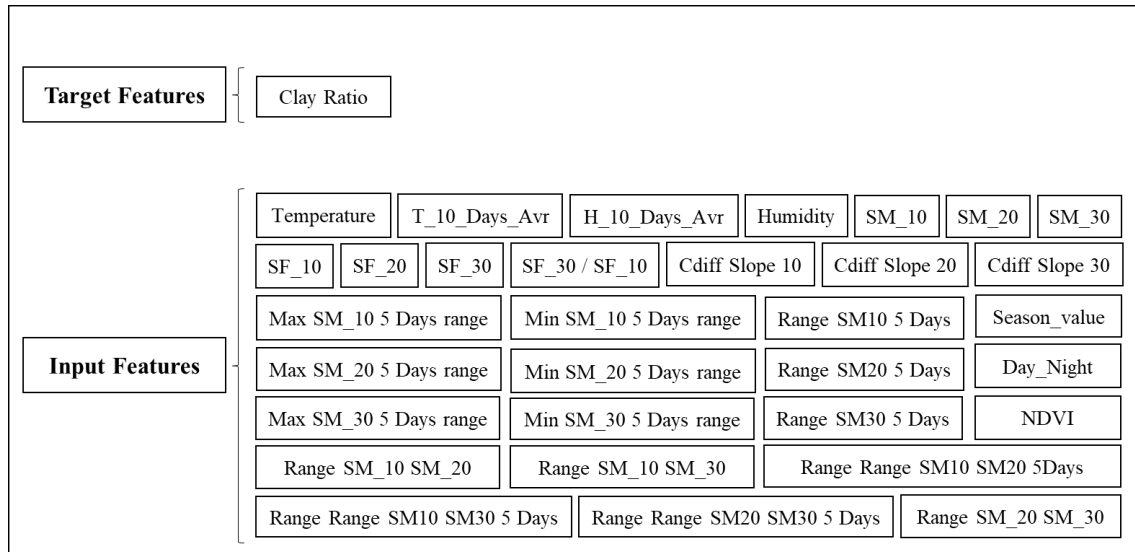 Target Features
Clay Ratio
Input Features
Temperature T_10_Days_Avr H_10_Days_Avr Humidity SM_10 SM_20 SM_30
SF_10 SF_20 SF_30 SF_30 / SF_10 Cdiff Slope 10 Cdiff Slope 20 Cdiff Slope 30
Max SM_10 5 Days range Min SM_10 5 Days range Range SM10 5 Days Season_value
Max SM_20 5 Days range Min SM_20 5 Days range Range SM20 5 Days Day_Night
Max SM_30 5 Days range Min SM_30 5 Days range Range SM30 5 Days NDVI
Range SM_10 SM_20 Range SM_10 SM_30 Range Range SM10 SM20 5Days
Range Range SM10 SM30 5 Days Range Range SM20 SM30 5 Days Range SM_20 SM_30